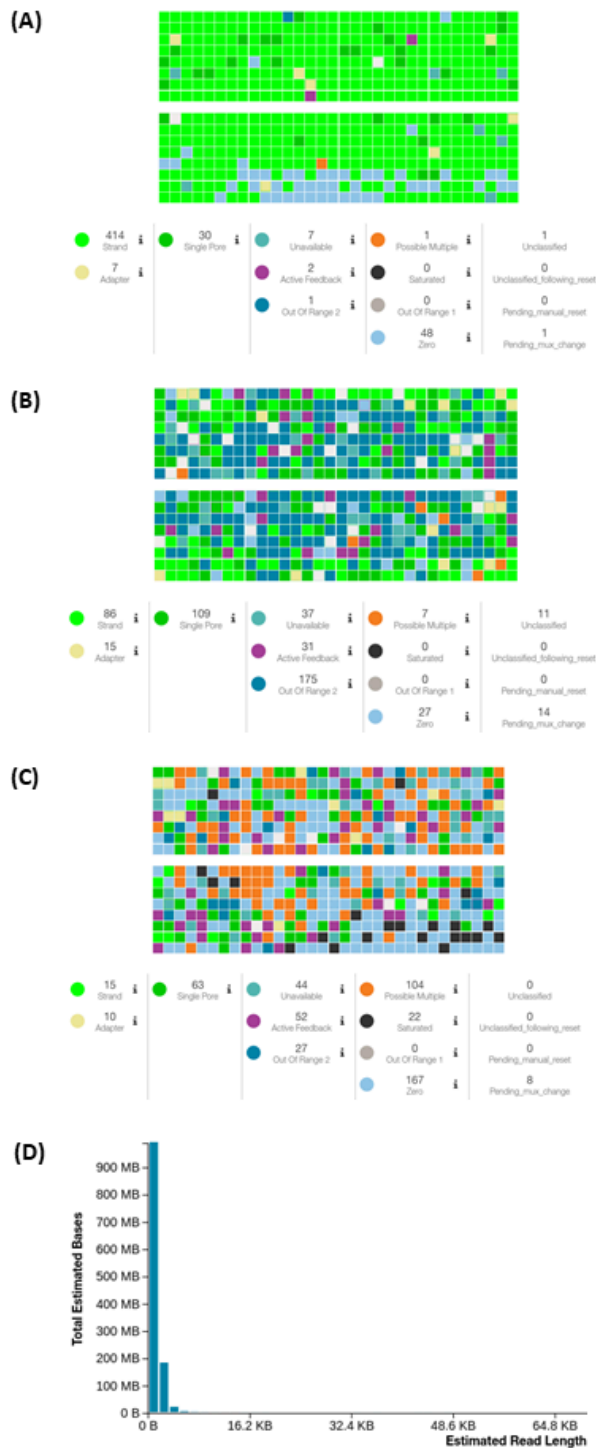 (A)
414 30 7 1 1
Strand Single Pore Unavailable Possible Multiple Unclassified
7 2 0 0
Adapter Active Feedback Saturated Unclassified_following_reset
1 0 0
Out Of Range 2 Out Of Range 1 Pending_manual_reset
48 1
Zero Pending_mux_change
(B)
86 109 37 7 11
Strand Single Pore Unavailable Possible Multiple Unclassified
15 31 0 0
Adapter Active Feedback Saturated Unclassified_following_reset
175 0 0
Out Of Range 2 Out Of Range 1 Pending_manual_reset
27 14
Zero Pending_mux_change
(C)
15 63 44 104 0
Strand Single Pore Unavailable Possible Multiple Unclassified
10 52 22 0
Adapter Active Feedback Saturated Unclassified_following_reset
27 0 0
Out Of Range 2 Out Of Range 1 Pending_manual_reset
167 8
Zero Pending_mux_change
(D)
Total Estimated Bases
900 MB
800 MB
700 MB
600 MB
500 MB
400 MB
300 MB
200 MB
100 MB
0 B
0 B 16.2 KB 32.4 KB 48.6 KB 64.8 KB
Estimated Read Length